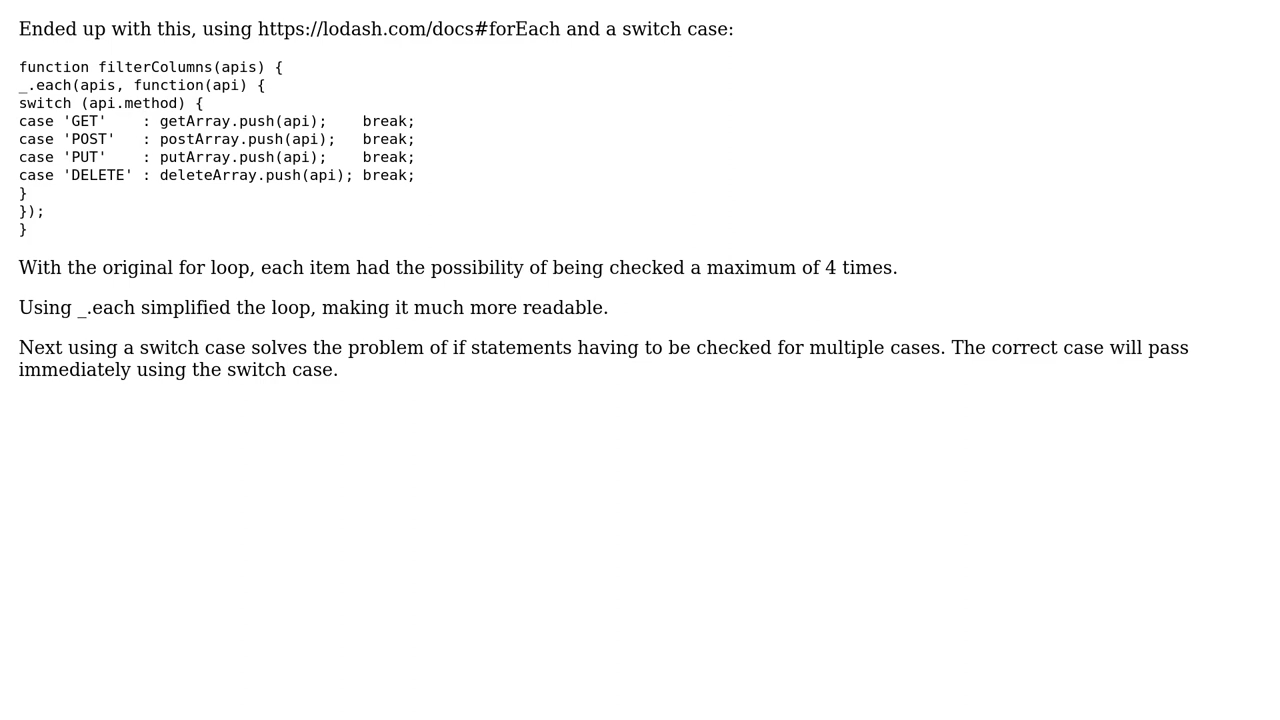 Ended up with this, using https://lodash.com/docs#forEach and a switch case:
function filterColumns(apis) {
_.each(apis, function(api) {
switch (api.method) {
case 'GET'    : getArray.push(api);    break;
case 'POST'   : postArray.push(api);   break;
case 'PUT'    : putArray.push(api);    break;
case 'DELETE' : deleteArray.push(api); break;
}
});
}
With the original for loop, each item had the possibility of being checked a maximum of 4 times.
Using _.each simplified the loop, making it much more readable.
Next using a switch case solves the problem of if statements having to be checked for multiple cases. The correct case will pass
immediately using the switch case.